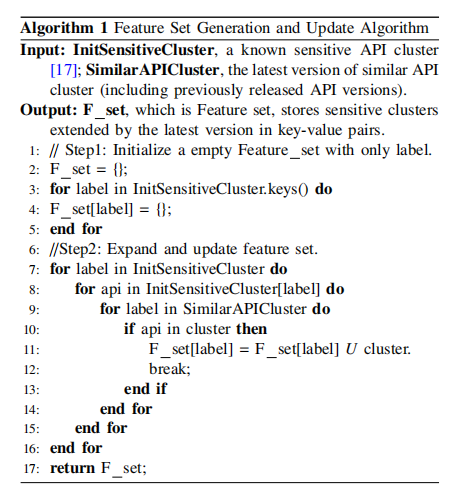 Algorithm 1 Feature Set Generation and Update Algorithm
Input: InitSensitiveCluster, a known sensitive API cluster
[17]; SimilarAPICluster, the latest version of similar API
cluster (including previously released API versions).
Output: F_set, which is Feature set, stores sensitive clusters
extended by the latest version in key-value pairs.
1: // Step1: Initialize a empty Feature_set with only label.
2: F_set = {};
3: for label in InitSensitiveCluster.keys() do
4: F_set[label] = {};
5: end for
6: //Step2: Expand and update feature set.
7: for label in InitSensitiveCluster do
8: for api in InitSensitiveCluster[label] do
9: for label in SimilarAPICluster do
10: if api in cluster then
11: F_set[label] = F_set[label] U cluster.
12: break;
13: end if
14: end for
15: end for
16: end for
17: return F_set;